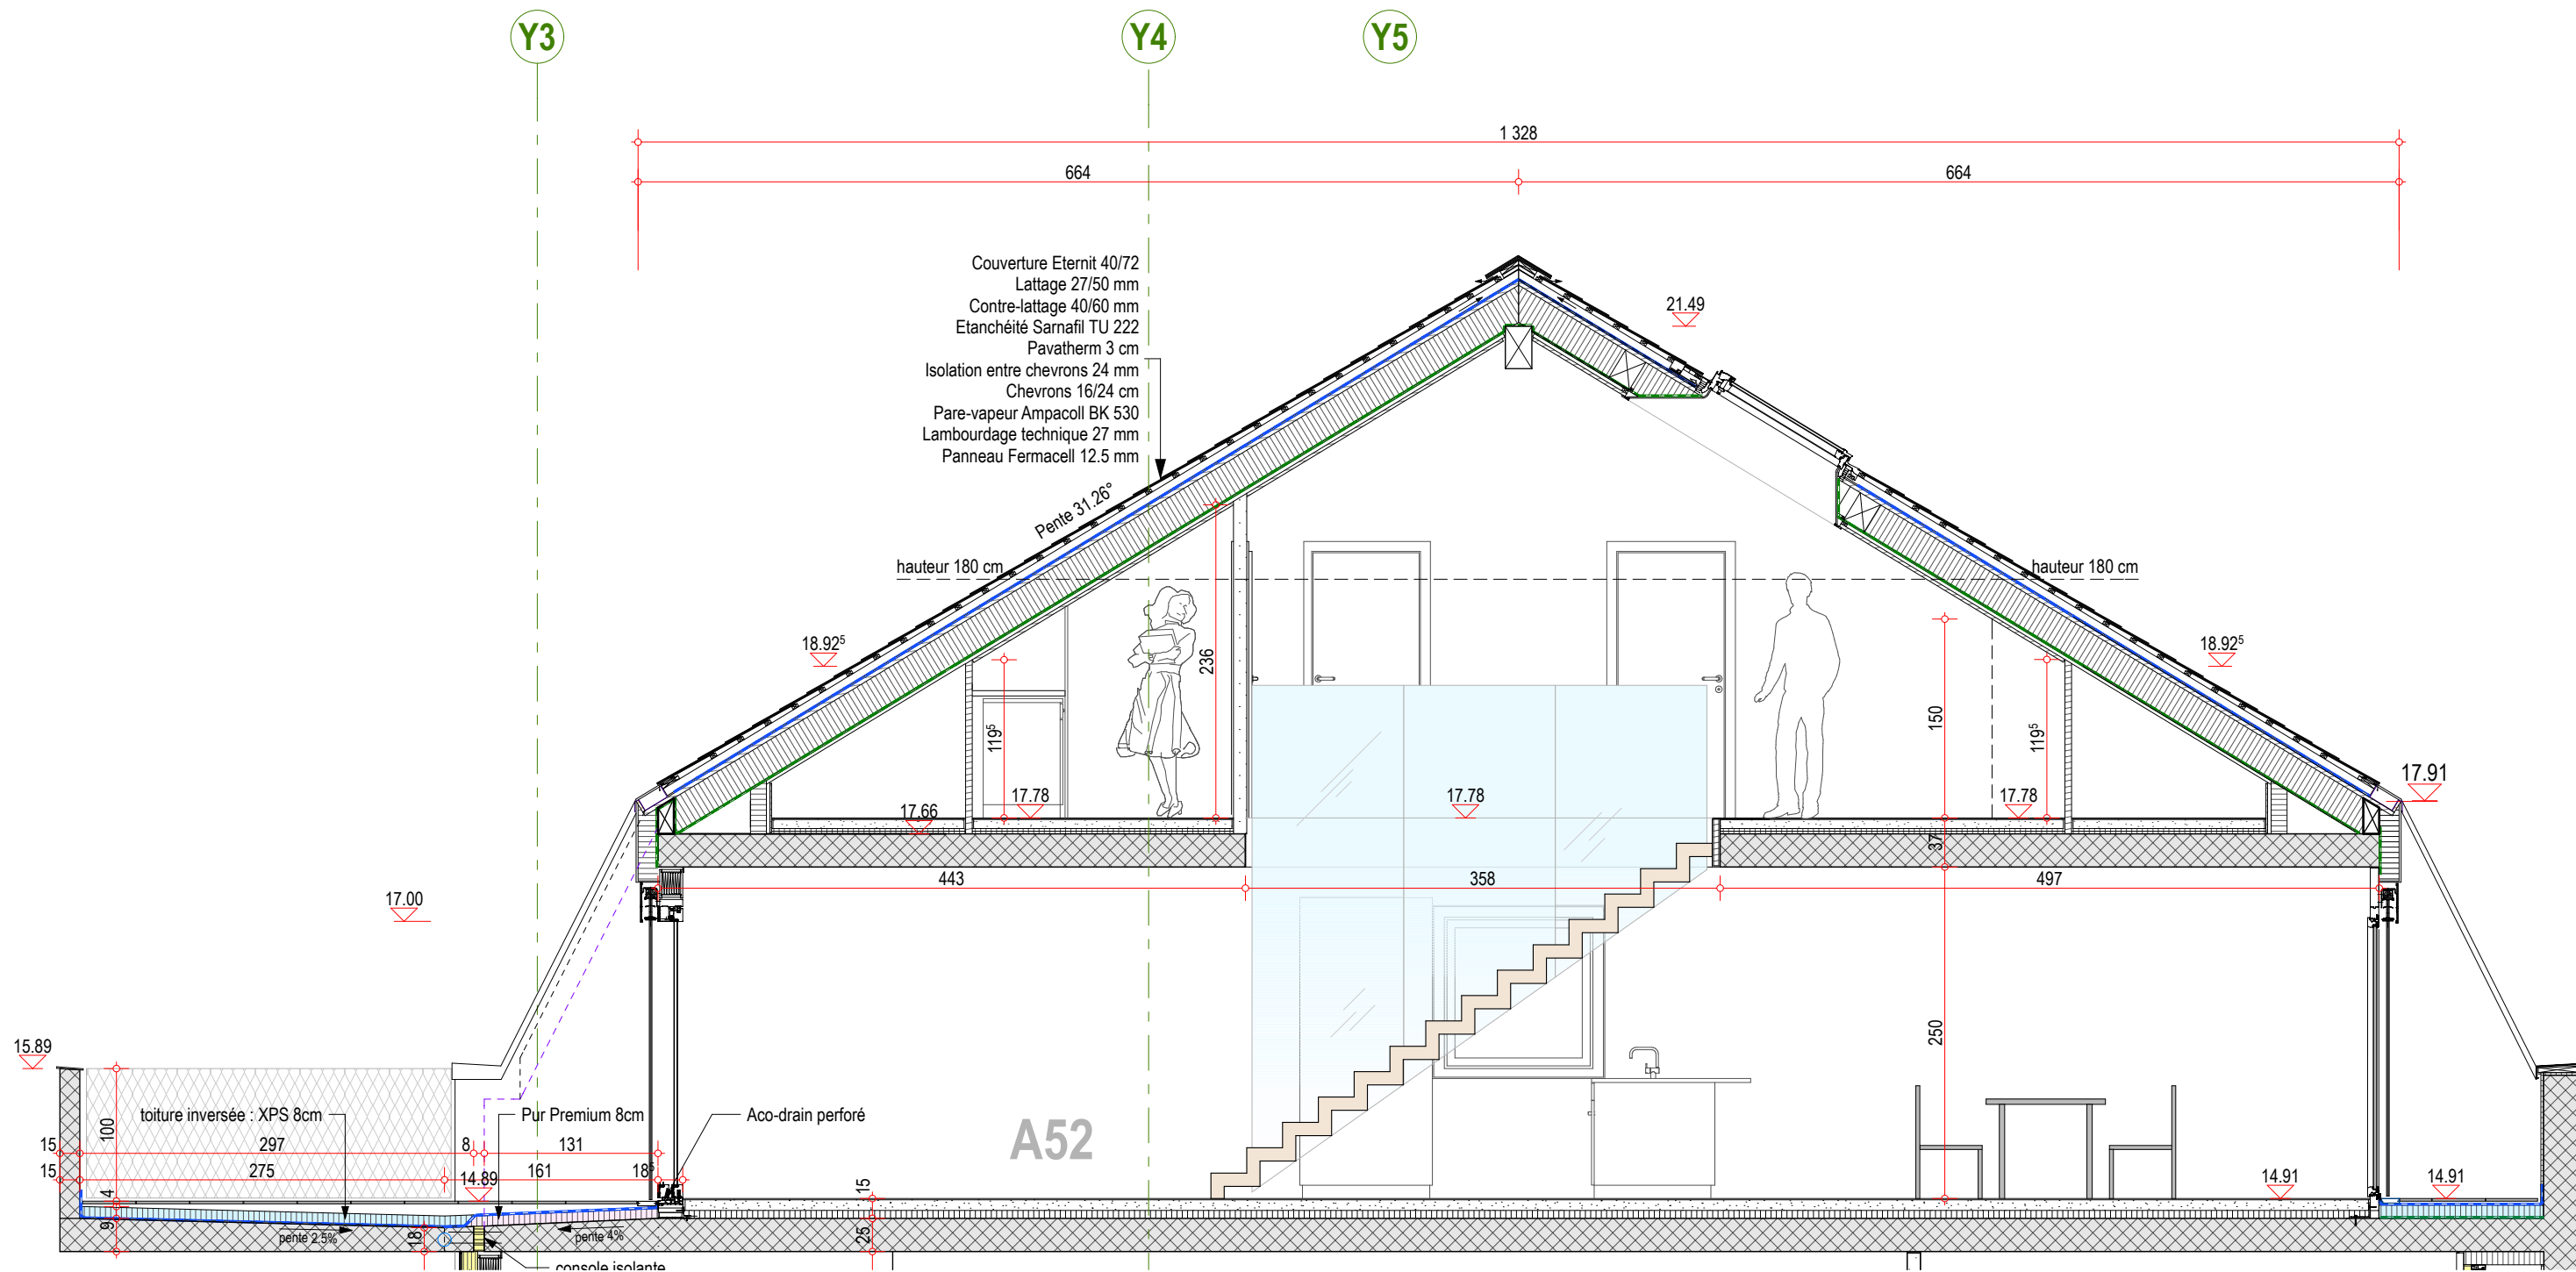 Y3
Y4
Y5
1 328
664
664
Couverture Eternit 40/72
Lattage 27/50 mm
Contre-lattage 40/60 mm
Etanchéité Sarnafil TU 222
Pavatherm 3 cm
Isolation entre chevrons 24 mm
Chevrons 16/24 cm
Pare-vapeur Ampacoll BK 530
Lambourdage technique 27 mm
Panneau Fermacell 12.5 mm
21.49
Pente 31.26°
hauteur 180 cm
hauteur 180 cm
18.92⁵
18.92⁵
236
119⁵
150
119⁵
17.91
17.66
17.78
17.78
17.78
37
443
358
497
17.00
250
15.89
toiture inversée : XPS 8cm
Pur Premium 8cm
Aco-drain perforé
A52
100
15
297
8
131
15
275
14.89
161
18⁵
14.91
14.91
4
9
15
25
18
pente 2.5%
pente 4%
console isolante